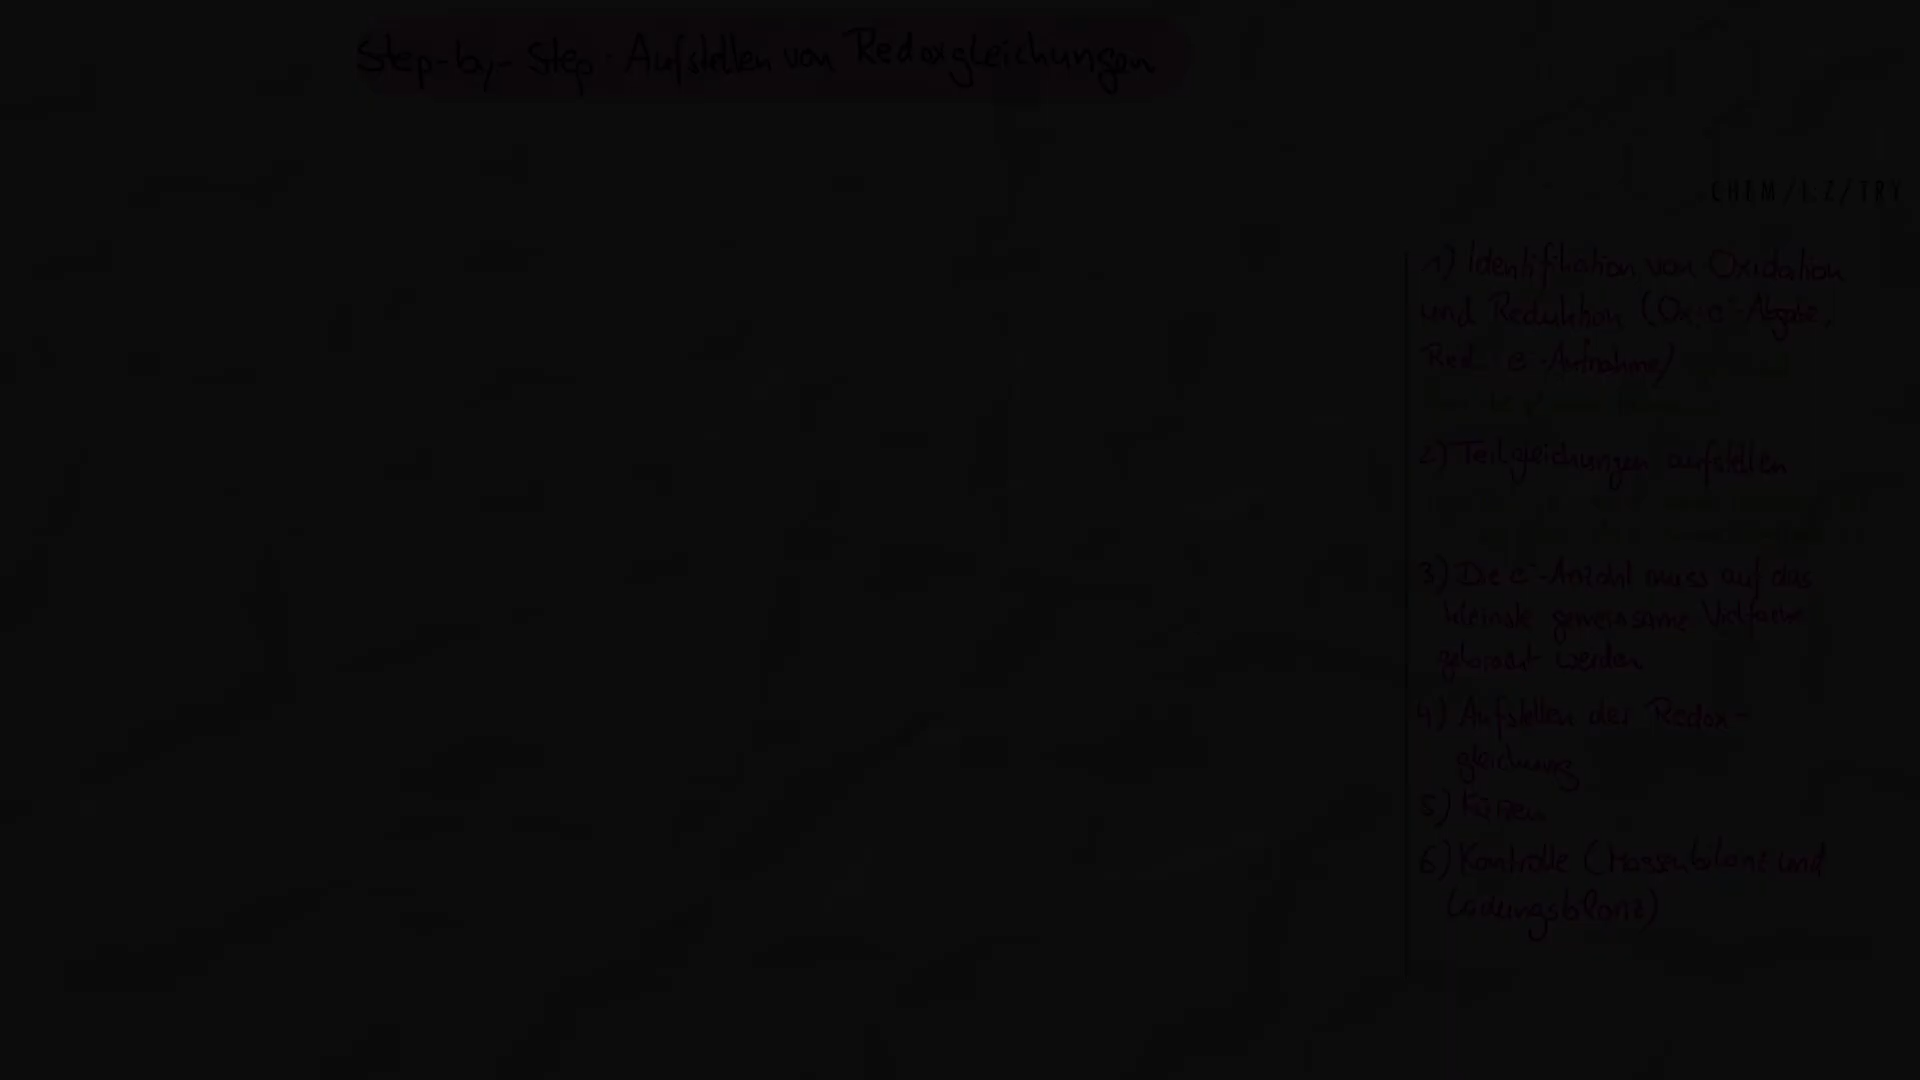 Step-by-Step: Aufstellen von Redoxgleichungen
CHEM/I:Z/TRY
1) Identifikation von Oxidation
und Reduktion (Ox: e⁻-Abgabe,
Red: e⁻-Aufnahme)
2) Teilgleichungen aufstellen
3) Die e⁻-Anzahl muss auf das
kleinste gemeinsame Vielfache
gebracht werden
4) Aufstellen der Redox-
gleichung
5) Kürzen
6) Kontrolle (Massenbilanz und
Ladungsbilanz)